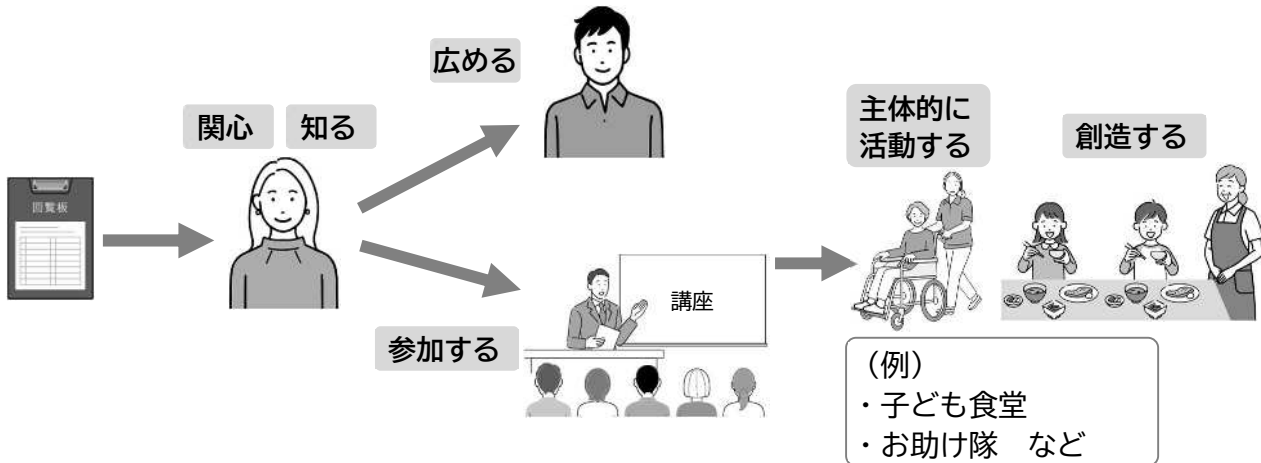 回覧板
関心
知る
広める
参加する
講座
主体的に
活動する
創造する
（例）
・子ども食堂
・お助け隊　など